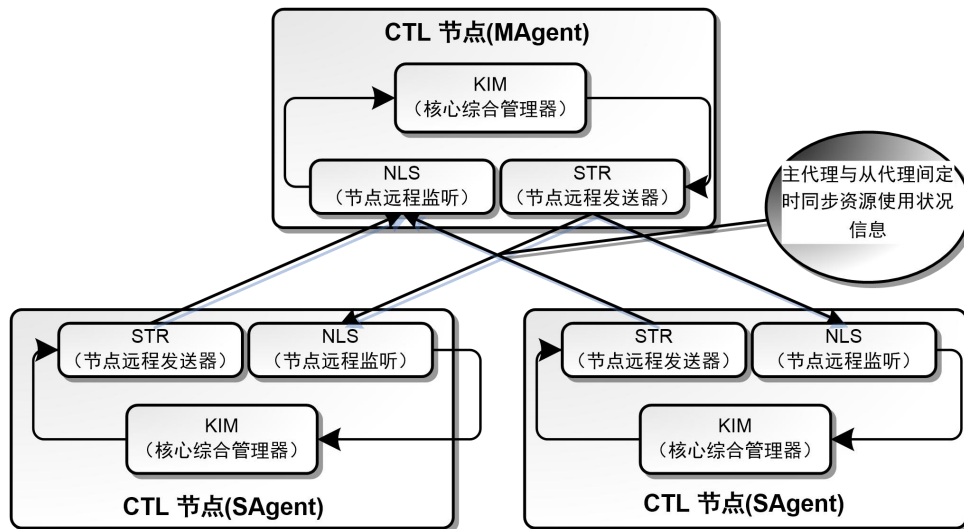 CTL 节点(MAgent)
KIM
（核心综合管理器）
NLS
（节点远程监听）
STR
（节点远程发送器）
主代理与从代理间定
时同步资源使用状况
信息
STR
（节点远程发送器）
NLS
（节点远程监听）
KIM
（核心综合管理器）
CTL 节点(SAgent)
STR
（节点远程发送器）
NLS
（节点远程监听）
KIM
（核心综合管理器）
CTL 节点(SAgent)